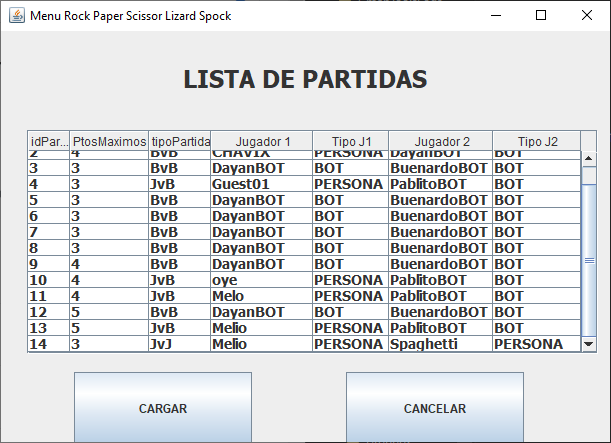 Menu Rock Paper Scissor Lizard Spock
LISTA DE PARTIDAS
idPar... PtosMaximos tipoPartida Jugador 1 Tipo J1 Jugador 2 Tipo J2
2 4 BvB CHAVIX PERSONA DayanBOT BOT
3 3 BvB DayanBOT BOT BuenardoBOT BOT
4 3 JvB Guest01 PERSONA PablitoBOT BOT
5 3 BvB DayanBOT BOT BuenardoBOT BOT
6 3 BvB DayanBOT BOT BuenardoBOT BOT
7 3 BvB DayanBOT BOT BuenardoBOT BOT
8 3 BvB DayanBOT BOT BuenardoBOT BOT
9 4 BvB DayanBOT BOT BuenardoBOT BOT
10 4 JvB oye PERSONA PablitoBOT BOT
11 4 JvB Melo PERSONA PablitoBOT BOT
12 5 BvB DayanBOT BOT BuenardoBOT BOT
13 5 JvB Melio PERSONA PablitoBOT BOT
14 3 JvJ Melio PERSONA Spaghetti PERSONA
CARGAR CANCELAR